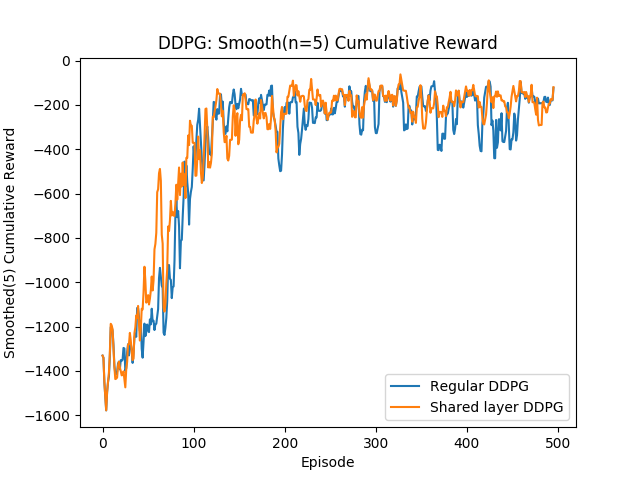 DDPG: Smooth(n=5) Cumulative Reward
Smoothed(5) Cumulative Reward
0
−200
−400
−600
−800
−1000
−1200
−1400
−1600
0 100 200 300 400 500
Episode
Regular DDPG
Shared layer DDPG